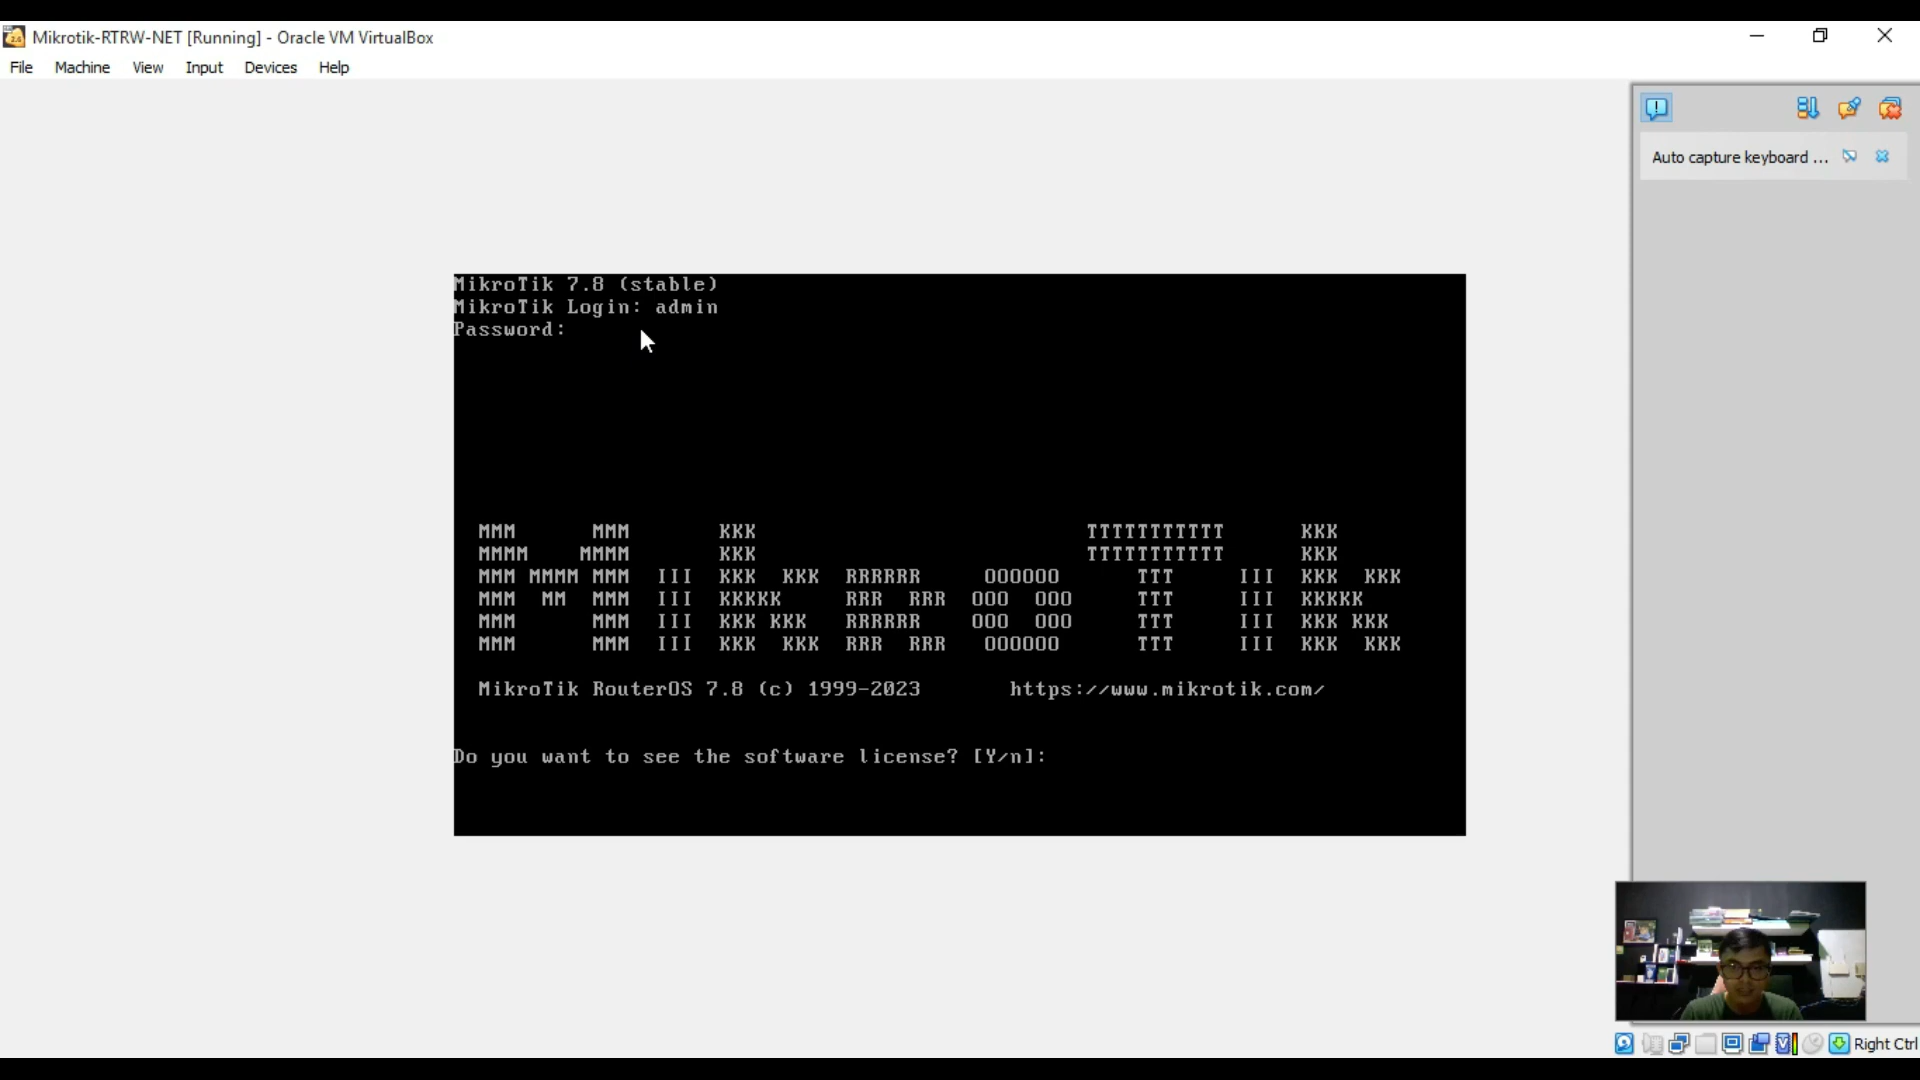 Mikrotik-RTRW-NET [Running] - Oracle VM VirtualBox
File Machine View Input Devices Help
Auto capture keyboard ...
MikroTik 7.8 (stable)
MikroTik Login: admin
Password:
MMM MMM KKK TTTTTTTTTTT KKK
MMMM MMMM KKK TTTTTTTTTTT KKK
MMM MMMM MMM III KKK KKK RRRRRR OOOOOO TTT III KKK KKK
MMM MM MMM III KKKKK RRR RRR OOO OOO TTT III KKKKK
MMM MMM III KKK KKK RRRRRR OOO OOO TTT III KKK KKK
MMM MMM III KKK KKK RRR RRR OOOOOO TTT III KKK KKK
MikroTik RouterOS 7.8 (c) 1999-2023 https://www.mikrotik.com/
Do you want to see the software license? [Y/n]:
Right Ctrl